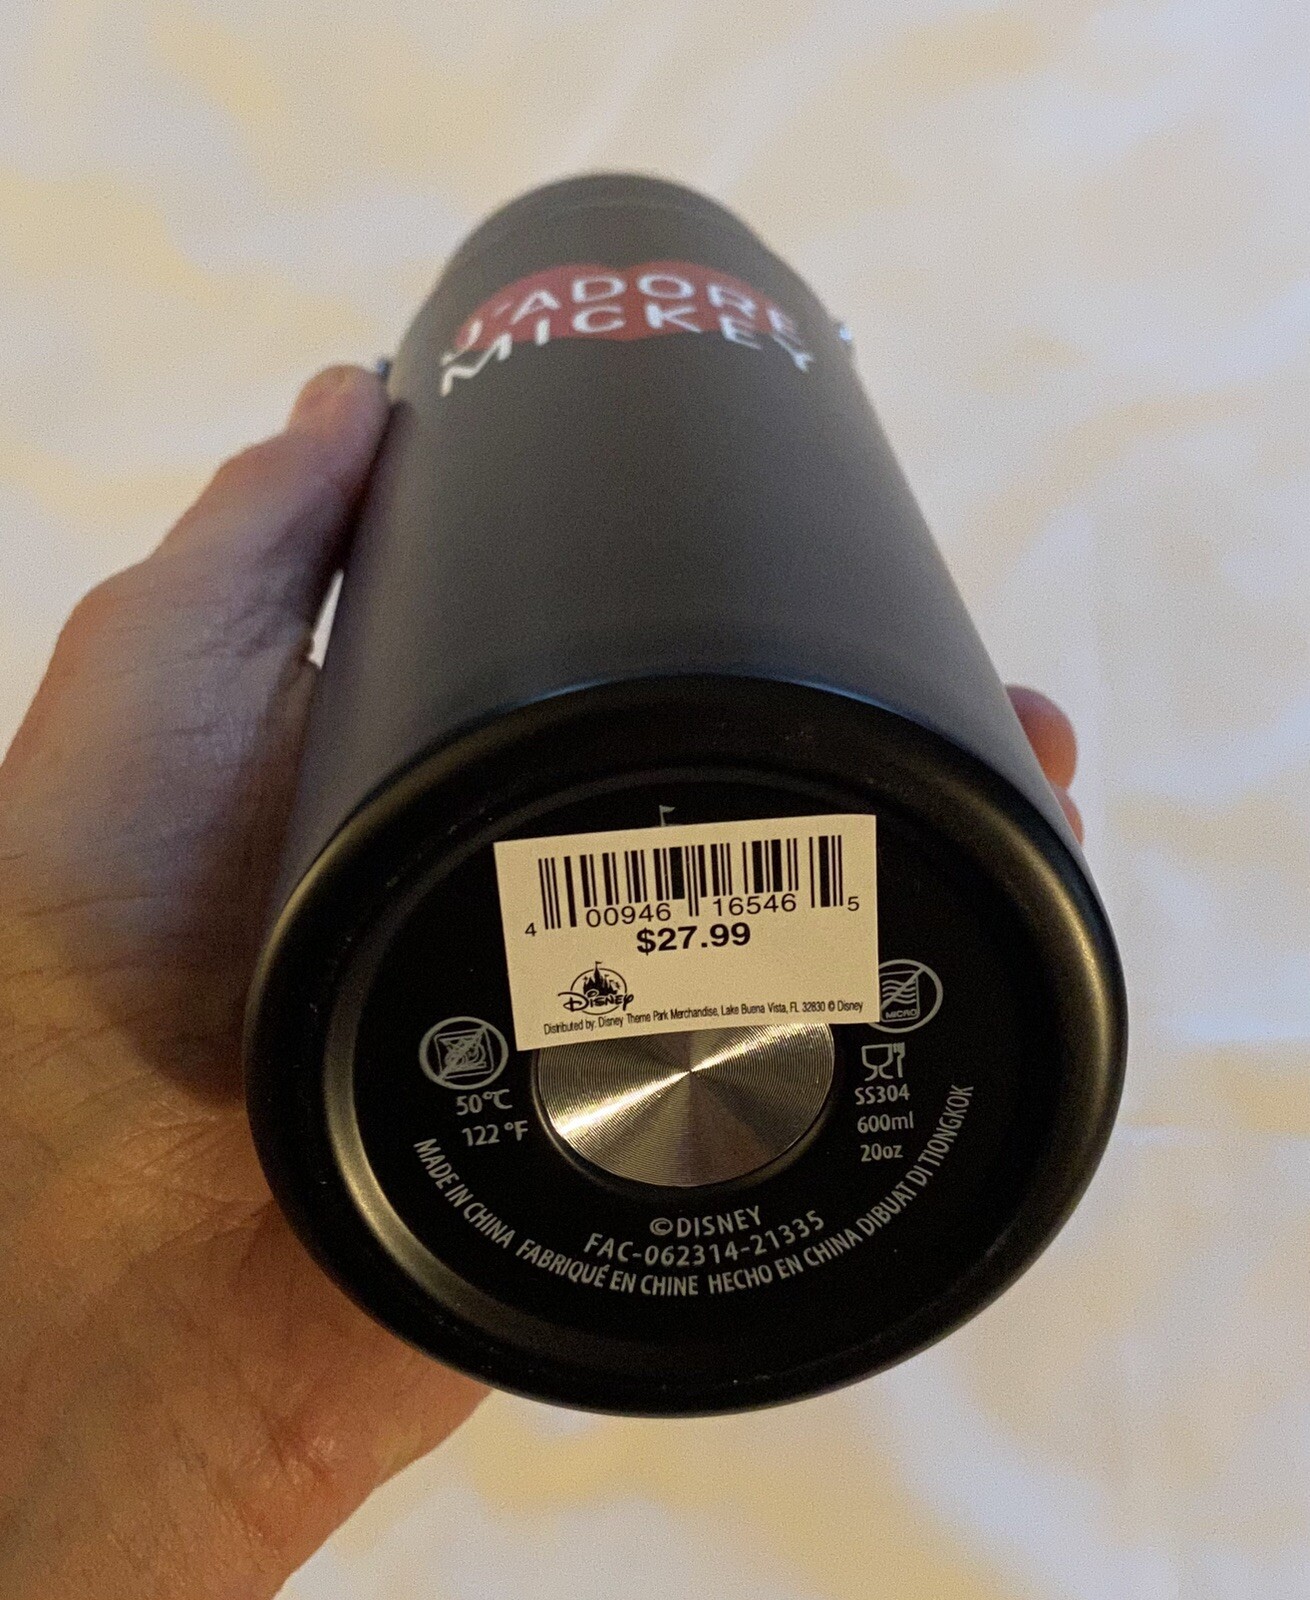 J'ADORE
MICKEY
4 00946 16546 5
$27.99
Disney
Distributed by: Disney Theme Park Merchandise, Lake Buena Vista, FL 32830 © Disney
MICRO
50°C
122°F
SS304
600ml
20oz
©DISNEY
FAC-062314-21335
MADE IN CHINA FABRIQUÉ EN CHINE HECHO EN CHINA DIBUAT DI TIONGKOK